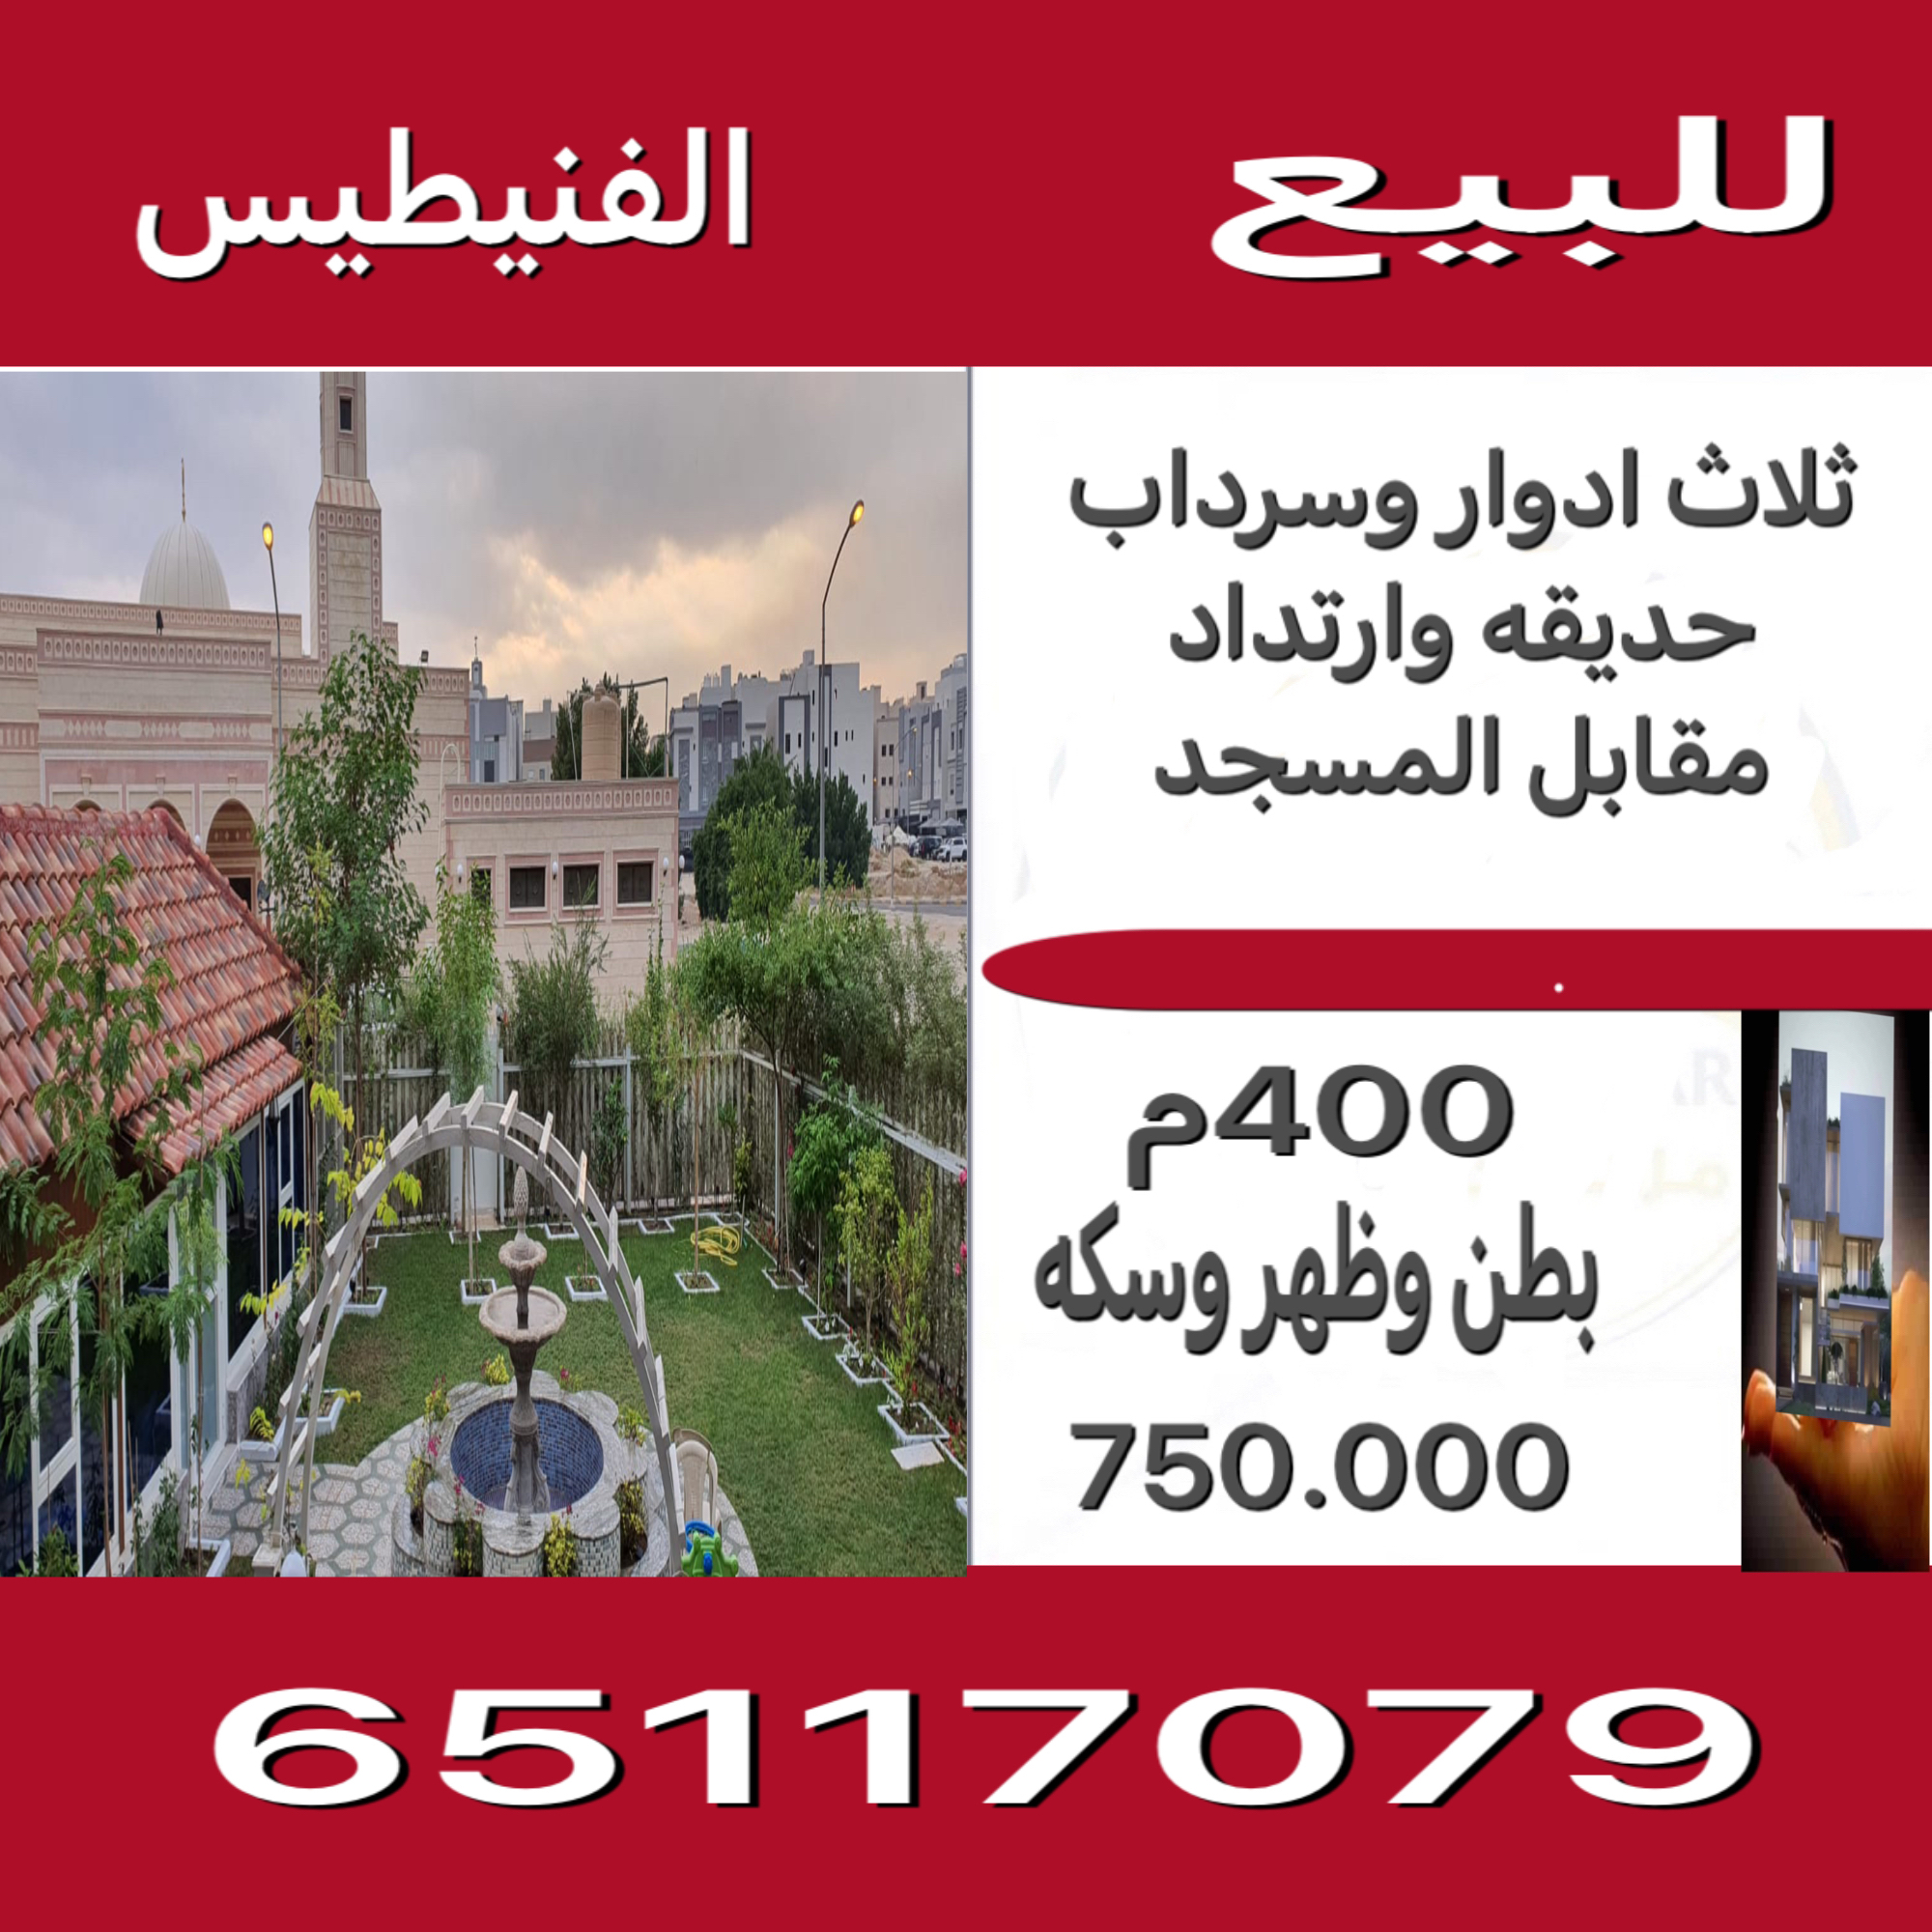 للبيع
الفنيطيس
ثلاث ادوار وسرداب
حديقه وارتداد
مقابل المسجد
400م
بطن وظهر وسكه
750.000
65117079